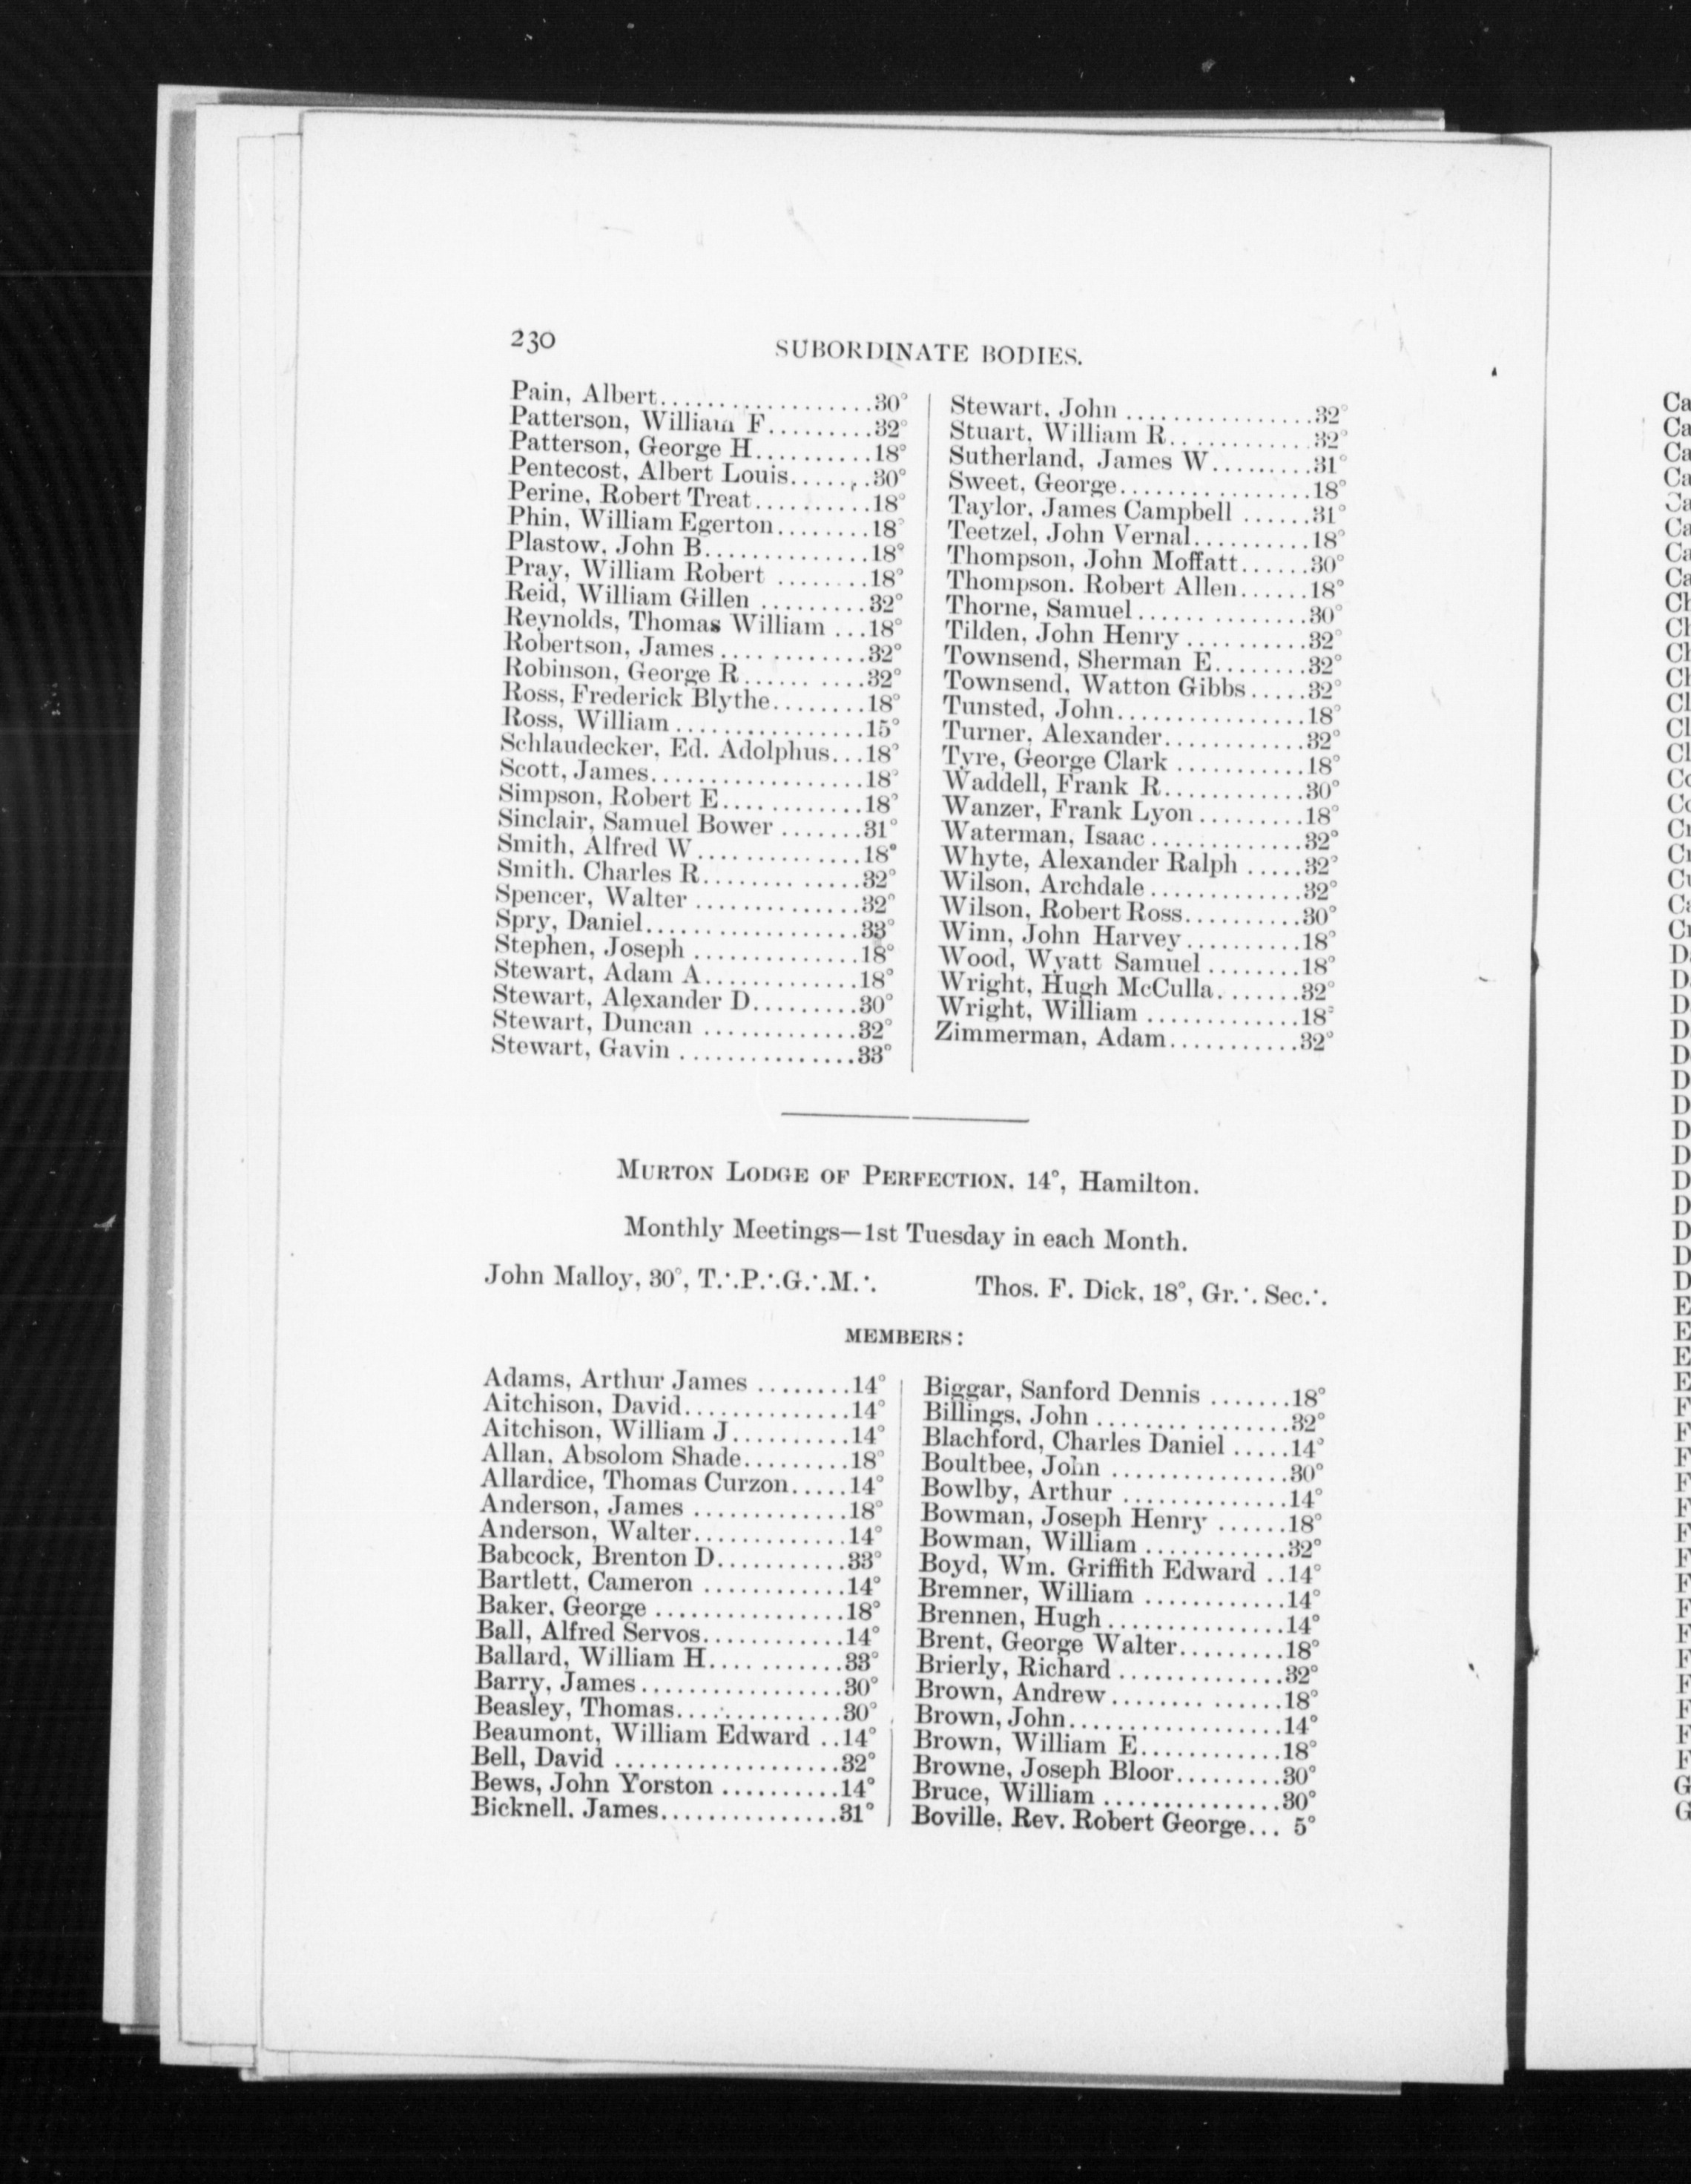 230
SUBORDINATE BODIES.
Pain, Albert..................30°
Patterson, William F.........32°
Patterson, George H..........18°
Pentecost, Albert Louis.......30°
Perine, Robert Treat..........18°
Phin, William Egerton........18°
Plastow, John B..............18°
Pray, William Robert ........18°
Reid, William Gillen .........32°
Reynolds, Thomas William ...18°
Robertson, James.............32°
Robinson, George R...........32°
Ross, Frederick Blythe........18°
Ross, William................15°
Schlaudecker, Ed. Adolphus...18°
Scott, James..................18°
Simpson, Robert E............18°
Sinclair, Samuel Bower .......31°
Smith, Alfred W..............18°
Smith. Charles R..............32°
Spencer, Walter ..............32°
Spry, Daniel..................33°
Stephen, Joseph ..............18°
Stewart, Adam A.............18°
Stewart, Alexander D.........30°
Stewart, Duncan .............32°
Stewart, Gavin ...............33°
Stewart, John ................32°
Stuart, William R............32°
Sutherland, James W.........31°
Sweet, George................18°
Taylor, James Campbell ......31°
Teetzel, John Vernal..........18°
Thompson, John Moffatt......30°
Thompson. Robert Allen......18°
Thorne, Samuel...............30°
Tilden, John Henry ..........32°
Townsend, Sherman E........32°
Townsend, Watton Gibbs.....32°
Tunsted, John................18°
Turner, Alexander............32°
Tyre, George Clark ...........18°
Waddell, Frank R............30°
Wanzer, Frank Lyon .........18°
Waterman, Isaac.............32°
Whyte, Alexander Ralph .....32°
Wilson, Archdale.............32°
Wilson, Robert Ross..........30°
Winn, John Harvey..........18°
Wood, Wyatt Samuel ........18°
Wright, Hugh McCulla.......32°
Wright, William .............18°
Zimmerman, Adam...........32°
MURTON LODGE OF PERFECTION. 14°, Hamilton.
Monthly Meetings—1st Tuesday in each Month.
John Malloy, 30°, T.∴P.∴G.∴M.∴ Thos. F. Dick, 18°, Gr.∴ Sec.∴
MEMBERS:
Adams, Arthur James ........14°
Aitchison, David..............14°
Aitchison, William J..........14°
Allan, Absolom Shade.........18°
Allardice, Thomas Curzon.....14°
Anderson, James .............18°
Anderson, Walter.............14°
Babcock, Brenton D...........33°
Bartlett, Cameron ............14°
Baker, George ................18°
Ball, Alfred Servos............14°
Ballard, William H...........33°
Barry, James.................30°
Beasley, Thomas..............30°
Beaumont, William Edward ..14°
Bell, David ...................32°
Bews, John Yorston ..........14°
Bicknell. James...............31°
Biggar, Sanford Dennis .......18°
Billings, John ................32°
Blachford, Charles Daniel .....14°
Boultbee, John ...............30°
Bowlby, Arthur ..............14°
Bowman, Joseph Henry ......18°
Bowman, William ............32°
Boyd, Wm. Griffith Edward ..14°
Bremner, William ............14°
Brennen, Hugh...............14°
Brent, George Walter.........18°
Brierly, Richard ..............32°
Brown, Andrew..............18°
Brown, John..................14°
Brown, William E............18°
Browne, Joseph Bloor.........30°
Bruce, William ...............30°
Boville. Rev. Robert George... 5°